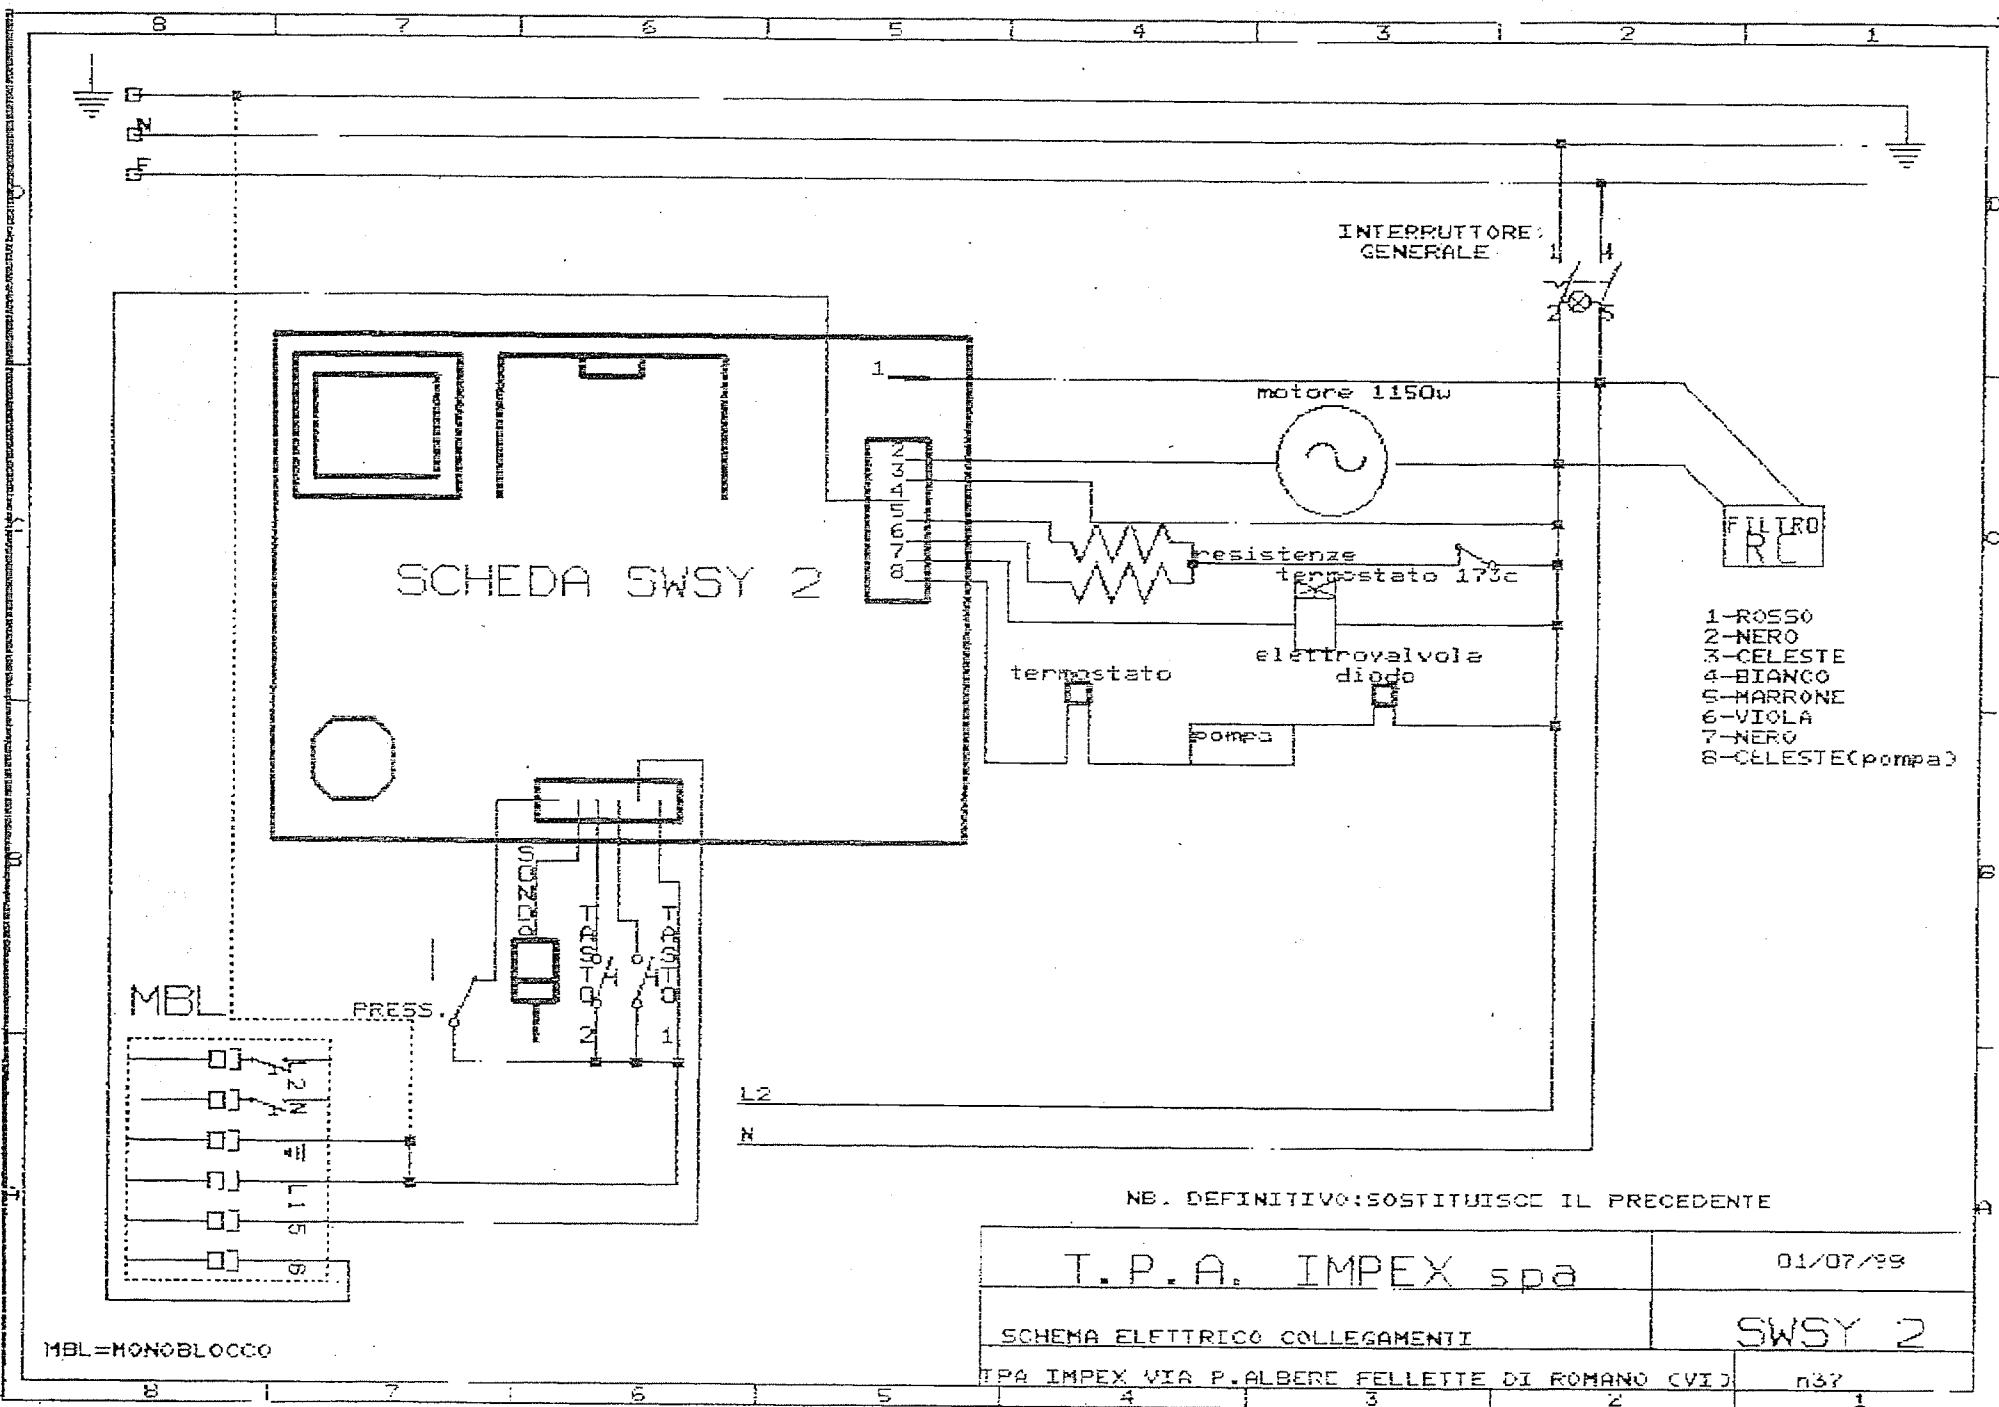 8 7 6 5 4 3 2 1
N
F
D
D
INTERRUTTORE
GENERALE
1 4
2 5
1
motore 1150w
2
3
4
5
6
7
8
FILTRO
RC
C
resistenze
termostato 173c
SCHEDA SWSY 2
elettrovalvola
diodo
termostato
pompa
1-ROSSO
2-NERO
3-CELESTE
4-BIANCO
5-MARRONE
6-VIOLA
7-NERO
8-CELESTE(pompa)
B
B
SONDA
TASTO 2
TASTO 1
PRESS.
MBL
L2
N
L1
5
6
L2
N
A
NB. DEFINITIVO:SOSTITUISCE IL PRECEDENTE
T.P.A. IMPEX spa
01/07/99
SCHEMA ELETTRICO COLLEGAMENTI
SWSY 2
TPA IMPEX VIA P.ALBERE FELLETTE DI ROMANO (VI)
n37
MBL=MONOBLOCCO
8 7 6 5 4 3 2 1